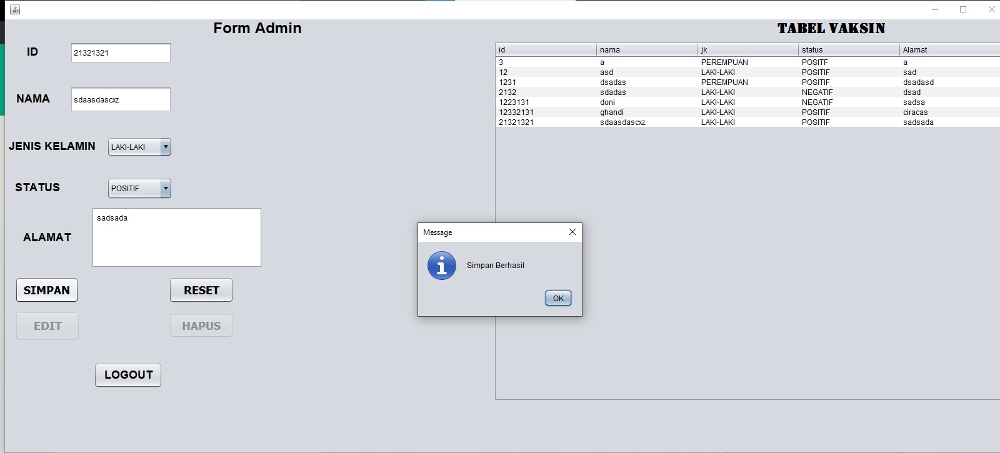 Form Admin
TABEL VAKSIN
ID
21321321
NAMA
sdaasdascxz
JENIS KELAMIN
LAKI-LAKI
STATUS
POSITIF
ALAMAT
sadsada
SIMPAN
RESET
EDIT
HAPUS
LOGOUT
id nama jk status Alamat
3 a PEREMPUAN POSITF a
12 asd LAKI-LAKI POSITIF sad
1231 dsadas PEREMPUAN POSITIF dsadasd
2132 sdadas LAKI-LAKI NEGATIF dsad
1223131 doni LAKI-LAKI NEGATIF sadsa
12332131 ghandi LAKI-LAKI POSITIF ciracas
21321321 sdaasdascxz LAKI-LAKI POSITIF sadsada
Message
Simpan Berhasil
OK